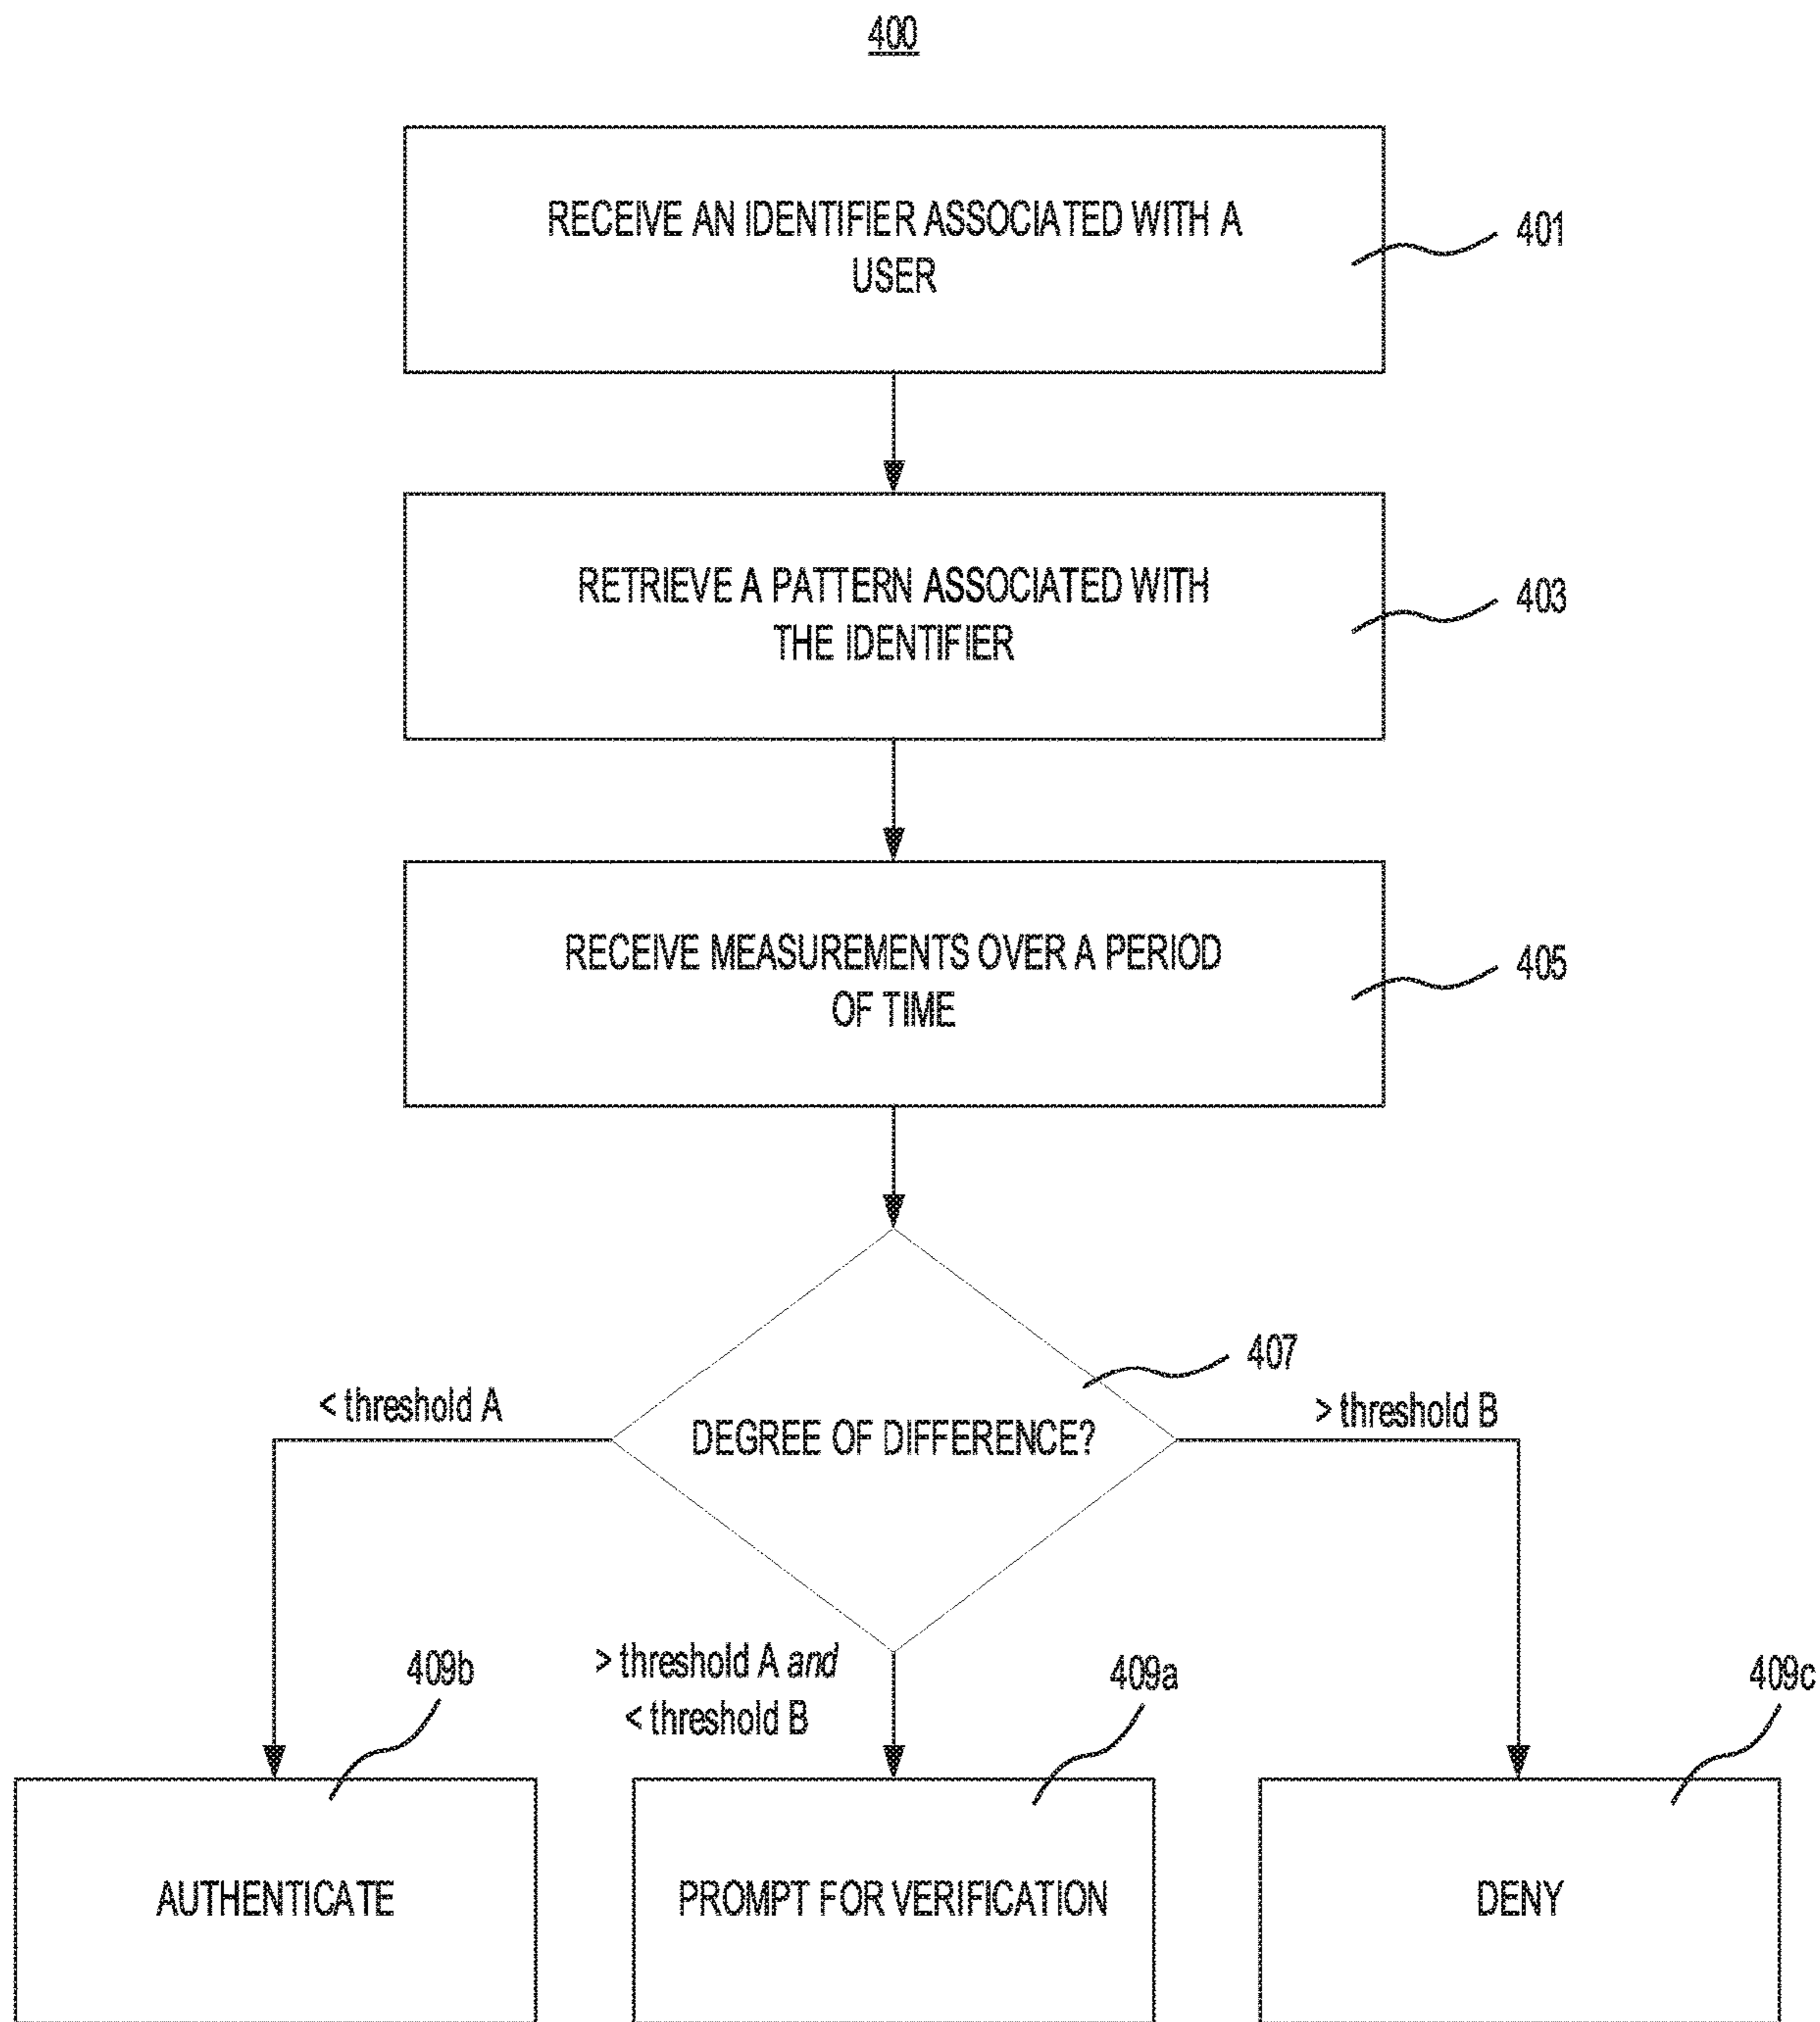 400
RECEIVE AN IDENTIFIER ASSOCIATED WITH A
USER
401
RETRIEVE A PATTERN ASSOCIATED WITH
THE IDENTIFIER
403
RECEIVE MEASUREMENTS OVER A PERIOD
OF TIME
405
407
< threshold A
DEGREE OF DIFFERENCE?
> threshold B
409b
> threshold A and
< threshold B
409a
409c
AUTHENTICATE
PROMPT FOR VERIFICATION
DENY